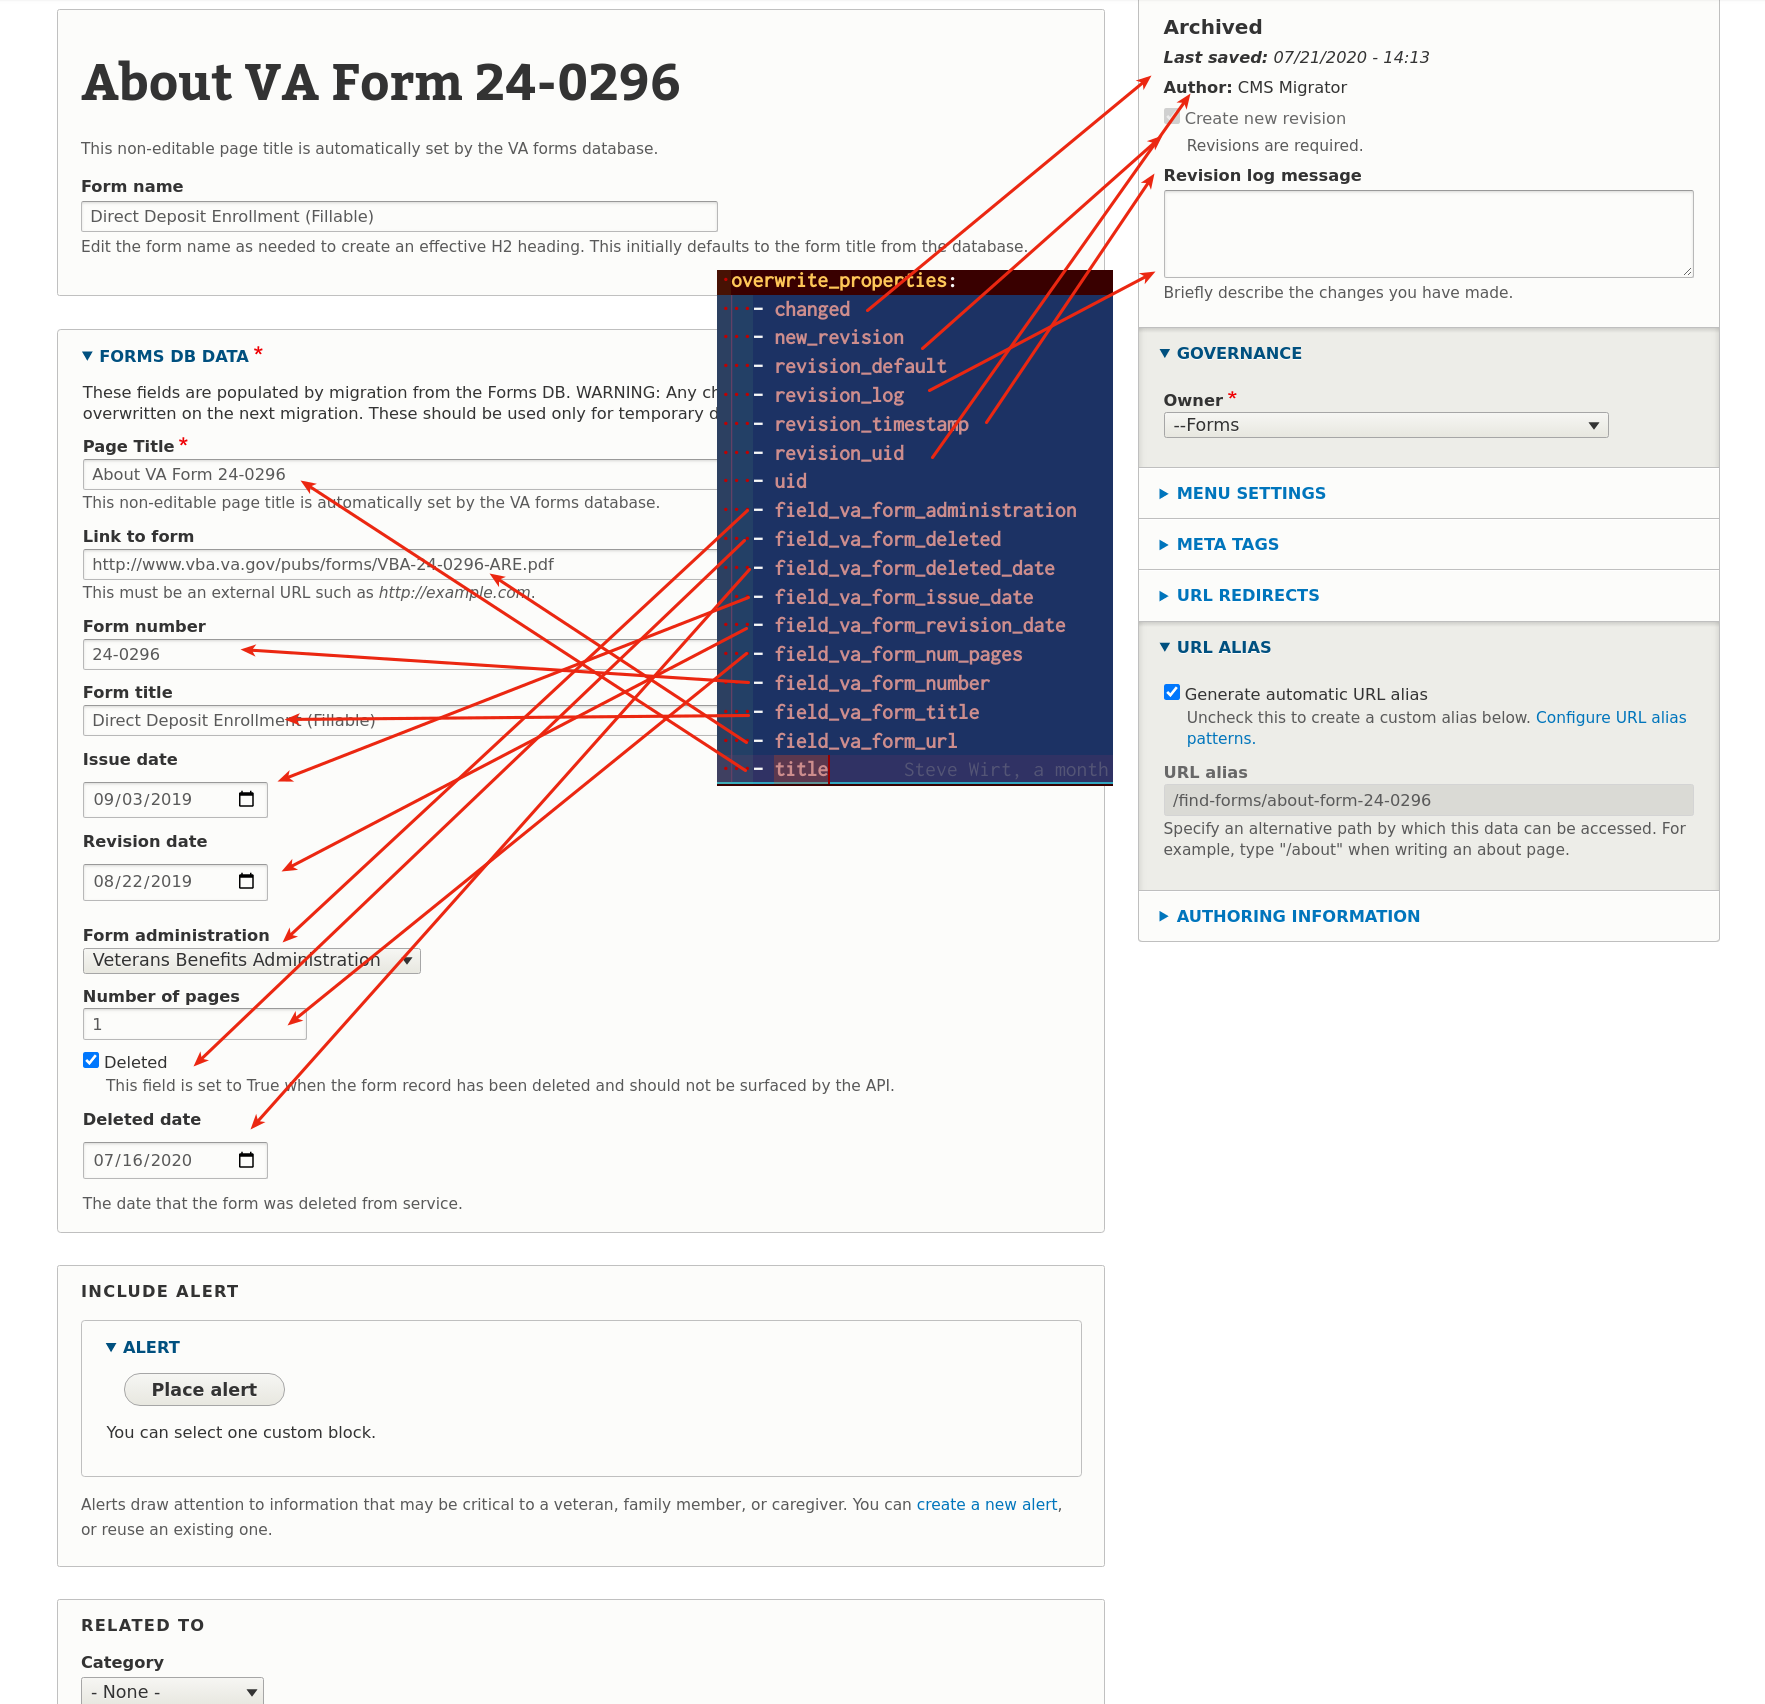 About VA Form 24-0296
This non-editable page title is automatically set by the VA forms database.
Form name
Direct Deposit Enrollment (Fillable)
Edit the form name as needed to create an effective H2 heading. This initially defaults to the form title from the database.
FORMS DB DATA *
These fields are populated by migration from the Forms DB. WARNING: Any ch
overwritten on the next migration. These should be used only for temporary d
Page Title *
About VA Form 24-0296
This non-editable page title is automatically set by the VA forms database.
Link to form
http://www.vba.va.gov/pubs/forms/VBA-24-0296-ARE.pdf
This must be an external URL such as http://example.com.
Form number
24-0296
Form title
Direct Deposit Enrollment (Fillable)
Issue date
09/03/2019
Revision date
08/22/2019
Form administration
Veterans Benefits Administration
Number of pages
1
Deleted
This field is set to True when the form record has been deleted and should not be surfaced by the API.
Deleted date
07/16/2020
The date that the form was deleted from service.
overwrite_properties:
- changed
- new_revision
- revision_default
- revision_log
- revision_timestamp
- revision_uid
- uid
- field_va_form_administration
- field_va_form_deleted
- field_va_form_deleted_date
- field_va_form_issue_date
- field_va_form_revision_date
- field_va_form_num_pages
- field_va_form_number
- field_va_form_title
- field_va_form_url
- title Steve Wirt, a month
INCLUDE ALERT
ALERT
Place alert
You can select one custom block.
Alerts draw attention to information that may be critical to a veteran, family member, or caregiver. You can create a new alert,
or reuse an existing one.
RELATED TO
Category
- None -
Archived
Last saved: 07/21/2020 - 14:13
Author: CMS Migrator
Create new revision
Revisions are required.
Revision log message
Briefly describe the changes you have made.
GOVERNANCE
Owner *
--Forms
MENU SETTINGS
META TAGS
URL REDIRECTS
URL ALIAS
Generate automatic URL alias
Uncheck this to create a custom alias below. Configure URL alias
patterns.
URL alias
/find-forms/about-form-24-0296
Specify an alternative path by which this data can be accessed. For
example, type "/about" when writing an about page.
AUTHORING INFORMATION